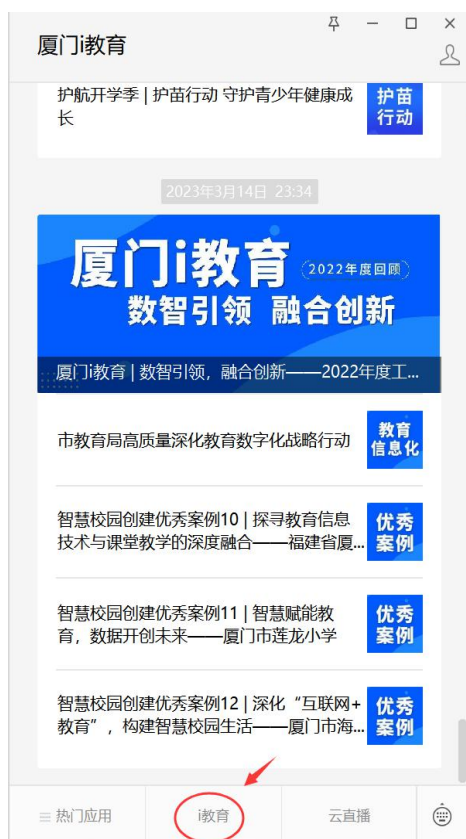 厦门i教育
护航开学季 | 护苗行动 守护青少年健康成
长
护苗
行动
2023年3月14日 23:34
厦门i教育
(2022年度回顾)
数智引领 融合创新
厦门i教育 | 数智引领，融合创新——2022年度工...
市教育局高质量深化教育数字化战略行动
教育
信息化
智慧校园创建优秀案例10 | 探寻教育信息
技术与课堂教学的深度融合——福建省厦...
优秀
案例
智慧校园创建优秀案例11 | 智慧赋能教
育，数据开创未来——厦门市莲龙小学
优秀
案例
智慧校园创建优秀案例12 | 深化“互联网+
教育”，构建智慧校园生活——厦门市海...
优秀
案例
热门应用
i教育
云直播